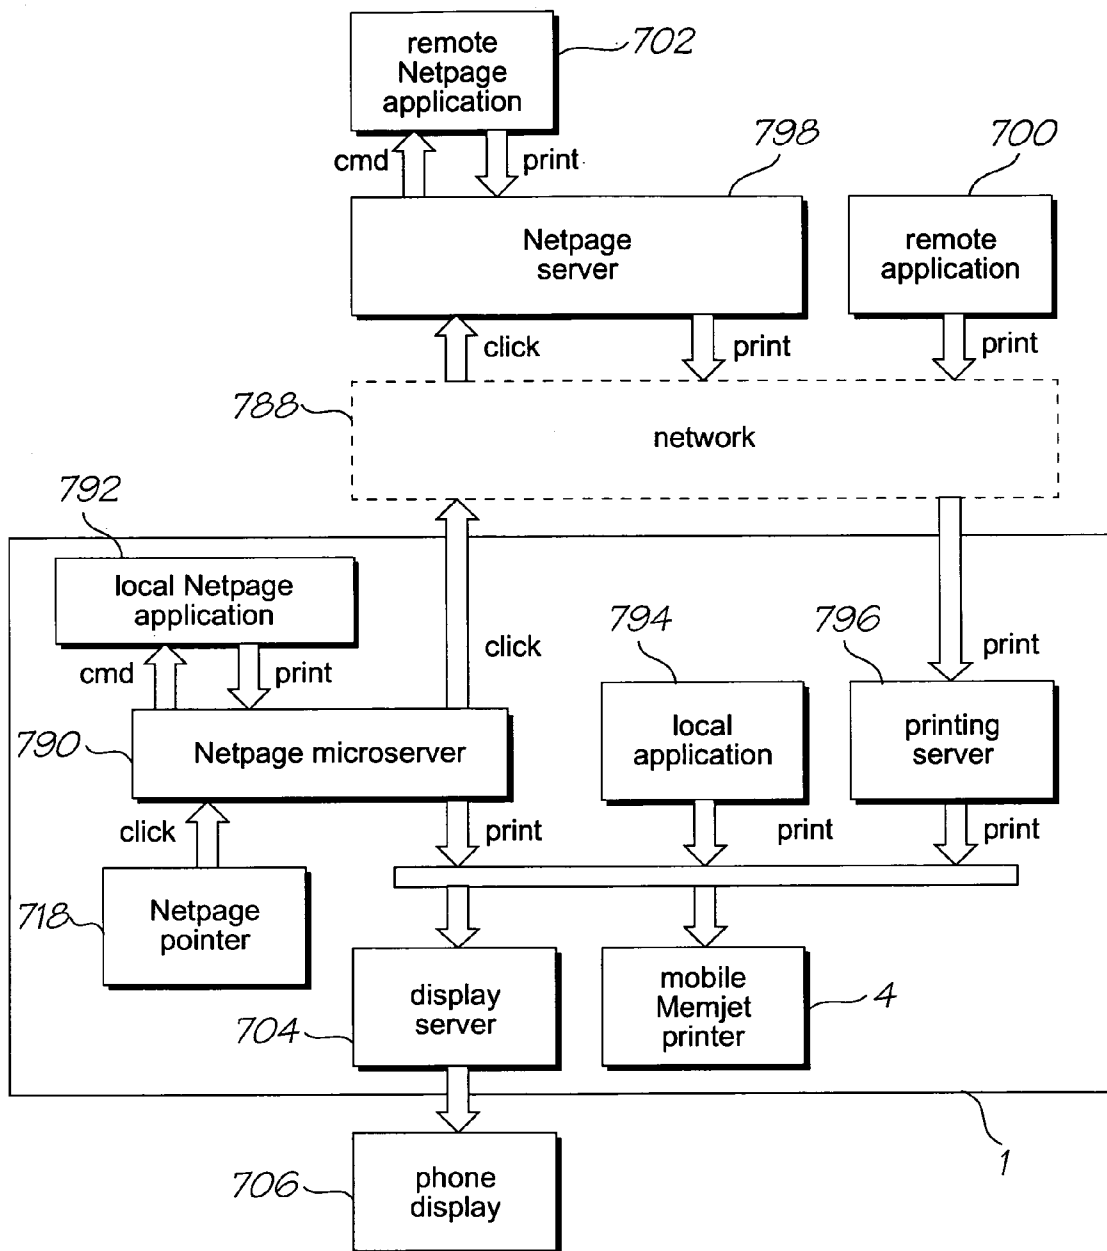 remote
Netpage
application
702
cmd
print
798
700
Netpage
server
remote
application
click
print
print
788
network
792
local Netpage
application
cmd
print
click
794
796
print
790
Netpage microserver
local
application
printing
server
click
print
print
print
718
Netpage
pointer
display
server
704
mobile
Memjet
printer
4
706
phone
display
1